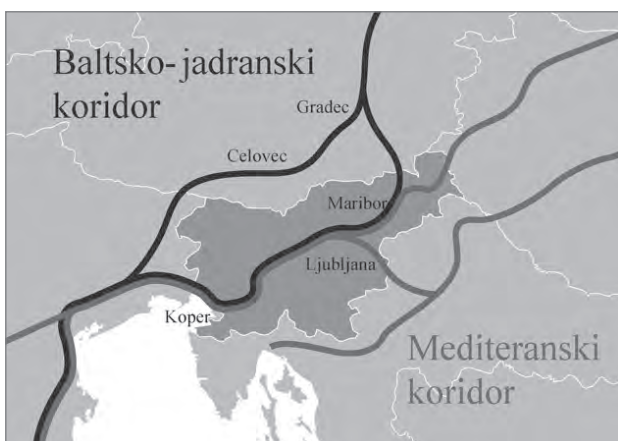 Baltsko-jadranski
koridor
Gradec
Celovec
Maribor
Ljubljana
Koper
Mediteranski
koridor